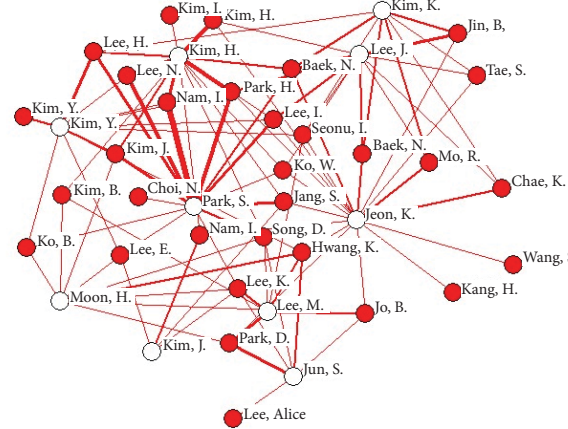 Kim, I.
Kim, H.
Kim, K.
Jin, B,
Lee, H.
Kim, H.
Lee, J.
Lee, N.
Baek, N.
Tae, S.
Nam, I.
Park, H.
Kim, Y.
Kim, Y.
Lee, I.
Seonu, I.
Kim, J.
Baek, N.
Mo, R.
Ko, W.
Kim, B.
Choi, N.
Park, S.
Jang, S.
Chae, K.
Jeon, K.
Ko, B.
Lee, E.
Nam, I.
Song, D.
Hwang, K.
Wang,
Moon, H.
Lee, K.
Lee, M.
Kang, H.
Jo, B.
Kim, J.
Park, D.
Jun, S.
Lee, Alice